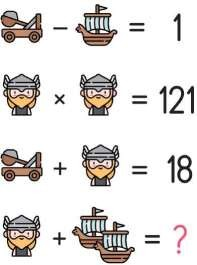 − = 1
× = 121
+ = 18
+ = ?